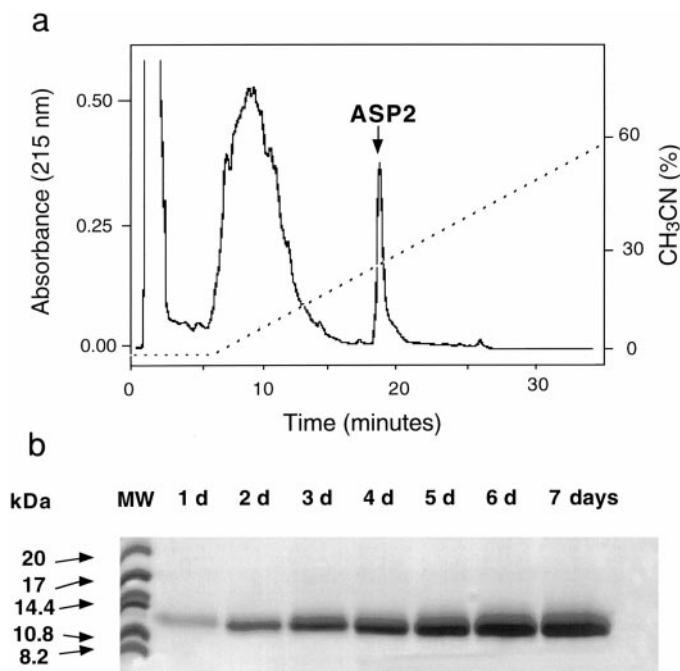 a
ASP2
0.50
0.25
0.00
Absorbance (215 nm)
60
30
0
CH₃CN (%)
0 10 20 30
Time (minutes)
b
kDa MW 1 d 2 d 3 d 4 d 5 d 6 d 7 days
20
17
14.4
10.8
8.2